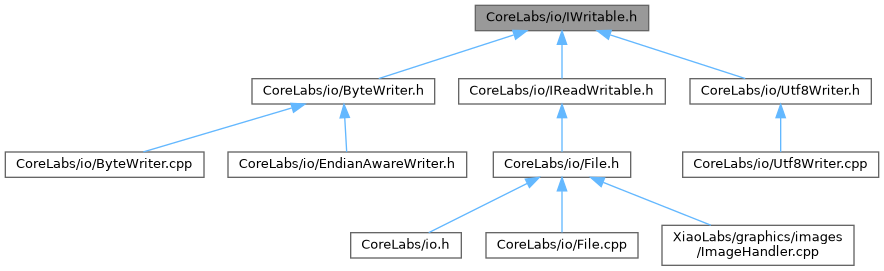 CoreLabs/io/IWritable.h
CoreLabs/io/ByteWriter.h
CoreLabs/io/IReadWritable.h
CoreLabs/io/Utf8Writer.h
CoreLabs/io/ByteWriter.cpp
CoreLabs/io/EndianAwareWriter.h
CoreLabs/io/File.h
CoreLabs/io/Utf8Writer.cpp
CoreLabs/io.h
CoreLabs/io/File.cpp
XiaoLabs/graphics/images
/ImageHandler.cpp